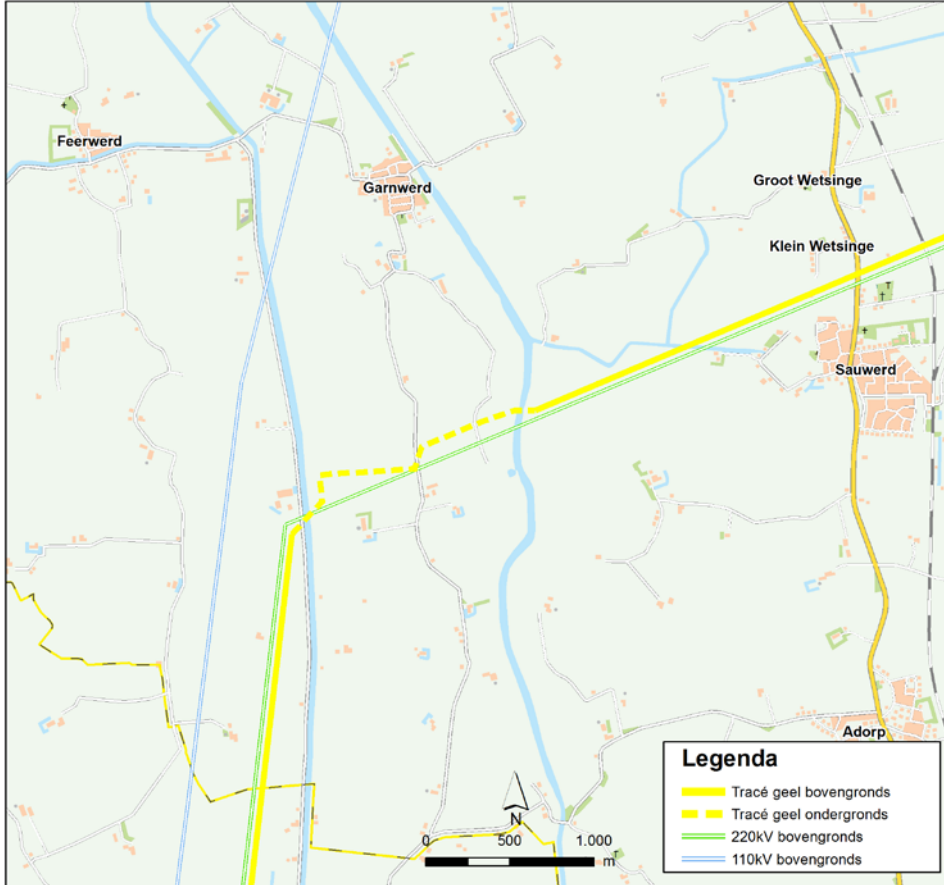 Feerwerd
Garnwerd
Groot Wetsinge
Klein Wetsinge
Sauwerd
Adorp
Legenda
Tracé geel bovengronds
Tracé geel ondergronds
220kV bovengronds
110kV bovengronds
N
0 500 1.000
m